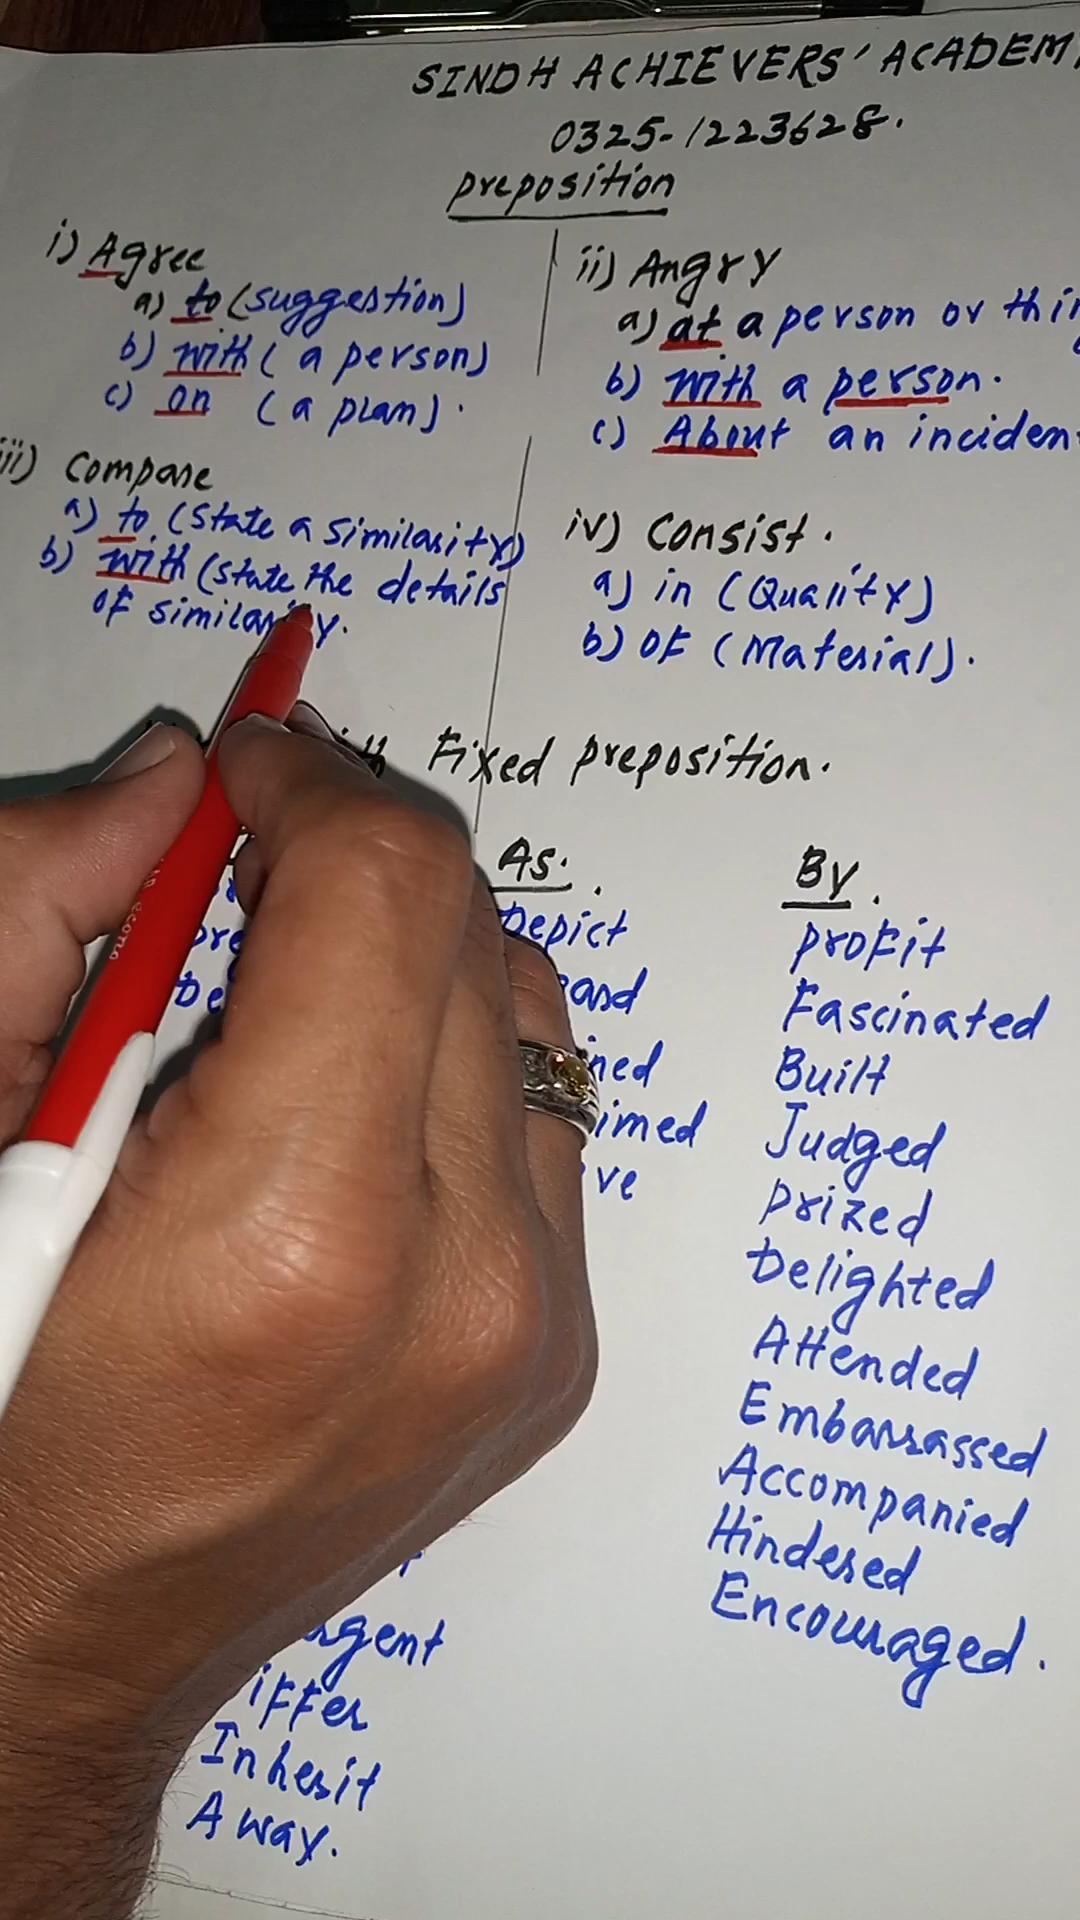 SINDH ACHIEVERS' ACADEM
0325-1223628.
preposition
i) Agree
a) to (suggestion)
b) with (a person)
c) on (a plan).
ii) Angry
a) at a person or thin
b) with a person.
c) About an inciden
iii) Compare
a) to (state a similarity)
b) with (state the details
of similarity.
iv) Consist.
a) in (Quality)
b) of (Material).
Fixed preposition.
As.
Depict
By.
Profit
Fascinated
Built
Judged
Prized
Delighted
Attended
Embarrassed
Accompanied
Hindered
Encouraged.
Inherit
Away.